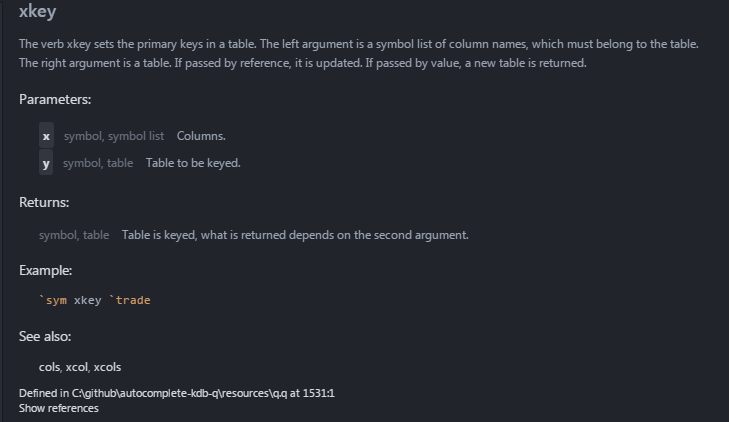 xkey
The verb xkey sets the primary keys in a table. The left argument is a symbol list of column names, which must belong to the table.
The right argument is a table. If passed by reference, it is updated. If passed by value, a new table is returned.
Parameters:
x symbol, symbol list Columns.
y symbol, table Table to be keyed.
Returns:
symbol, table Table is keyed, what is returned depends on the second argument.
Example:
`sym xkey `trade
See also:
cols, xcol, xcols
Defined in C:\github\autocomplete-kdb-q\resources\q.q at 1531:1
Show references